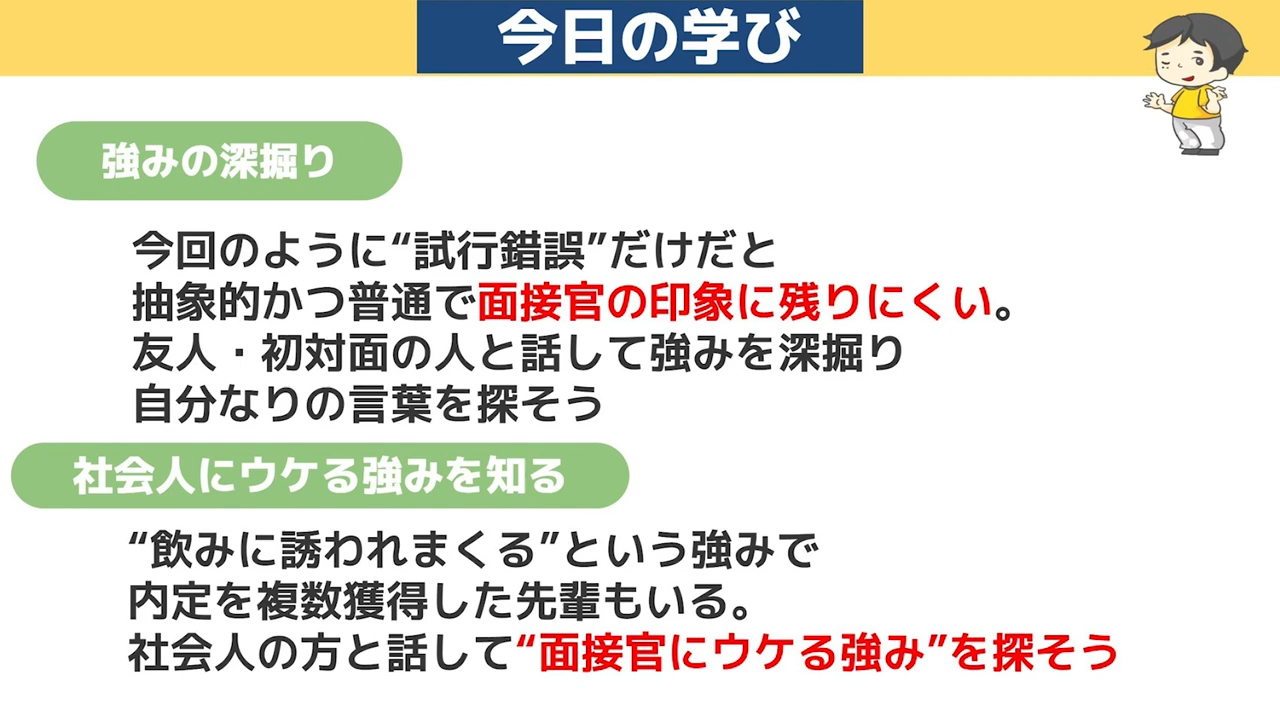 今日の学び
強みの深掘り
今回のように“試行錯誤”だけだと
抽象的かつ普通で面接官の印象に残りにくい。
友人・初対面の人と話して強みを深掘り
自分なりの言葉を探そう
社会人にウケる強みを知る
“飲みに誘われまくる”という強みで
内定を複数獲得した先輩もいる。
社会人の方と話して“面接官にウケる強み”を探そう